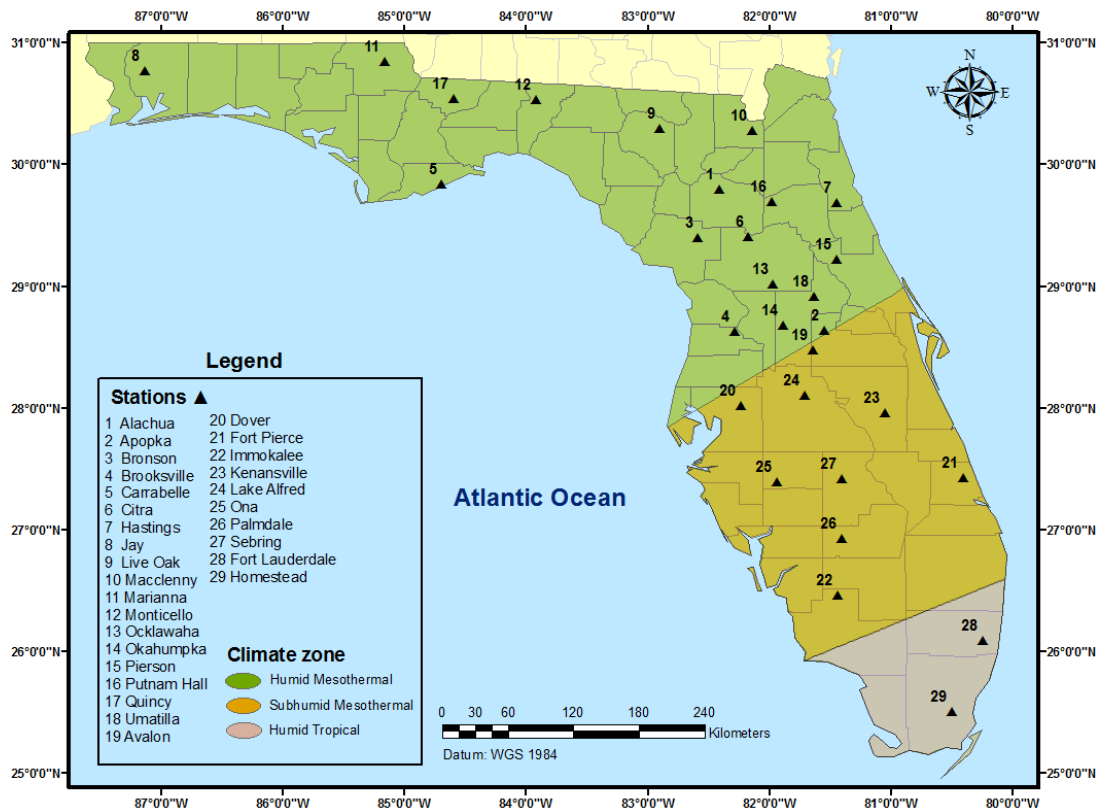 87°0'0"W 86°0'0"W 85°0'0"W 84°0'0"W 83°0'0"W 82°0'0"W 81°0'0"W 80°0'0"W
31°0'0"N 31°0'0"N
30°0'0"N 30°0'0"N
29°0'0"N 29°0'0"N
28°0'0"N 28°0'0"N
27°0'0"N 27°0'0"N
26°0'0"N 26°0'0"N
25°0'0"N 25°0'0"N
N
W E
S
8
11
17
12
9
10
5
1
16
7
3
6
15
13
18
4
14
2
19
20
24
23
25
27
21
26
22
28
29
Atlantic Ocean
Legend
Stations
1 Alachua
2 Apopka
3 Bronson
4 Brooksville
5 Carrabelle
6 Citra
7 Hastings
8 Jay
9 Live Oak
10 Macclenny
11 Marianna
12 Monticello
13 Ocklawaha
14 Okahumpka
15 Pierson
16 Putnam Hall
17 Quincy
18 Umatilla
19 Avalon
20 Dover
21 Fort Pierce
22 Immokalee
23 Kenansville
24 Lake Alfred
25 Ona
26 Palmdale
27 Sebring
28 Fort Lauderdale
29 Homestead
Climate zone
Humid Mesothermal
Subhumid Mesothermal
Humid Tropical
0 30 60 120 180 240
Kilometers
Datum: WGS 1984
87°0'0"W 86°0'0"W 85°0'0"W 84°0'0"W 83°0'0"W 82°0'0"W 81°0'0"W 80°0'0"W